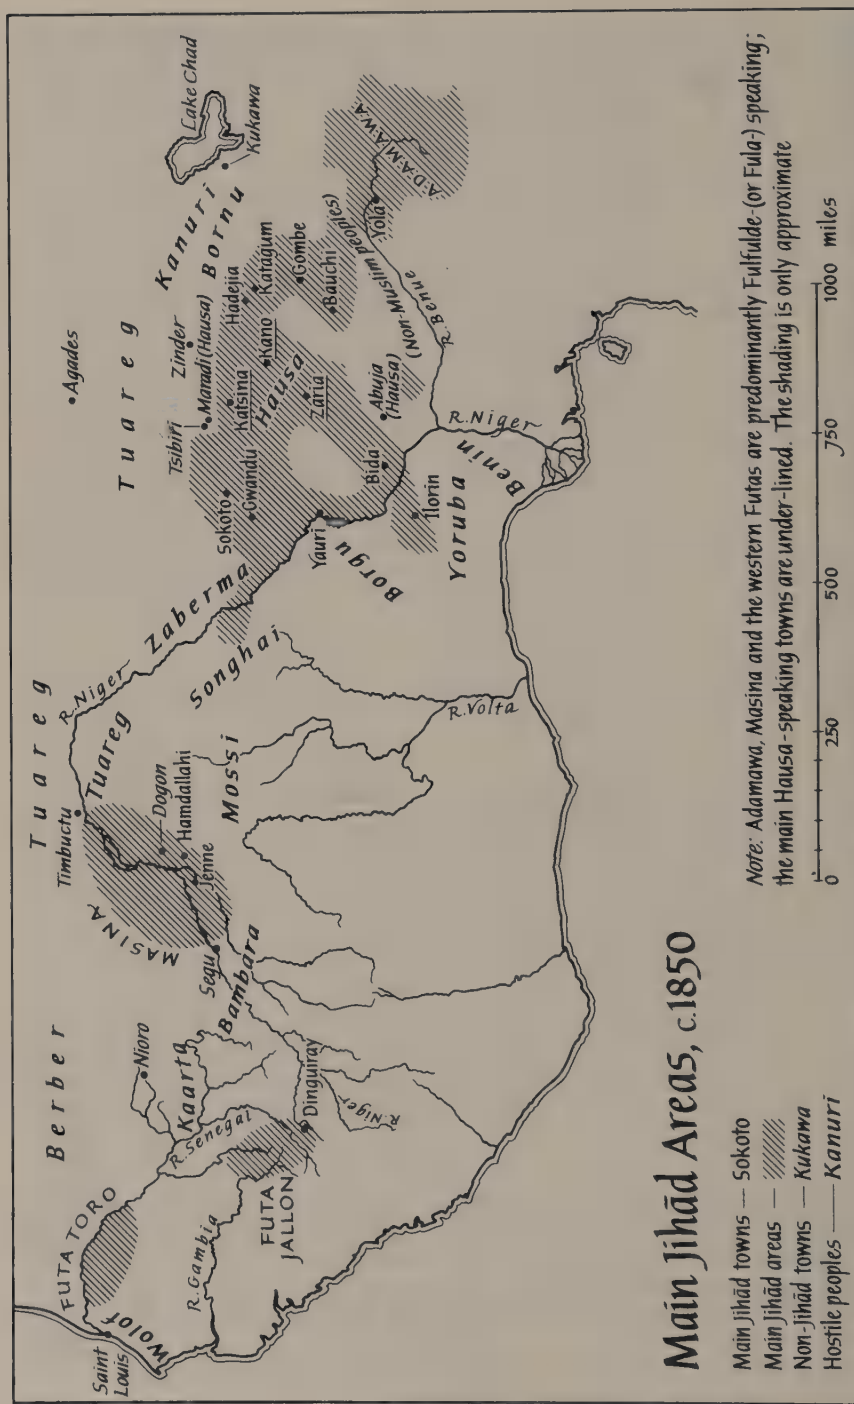 Main Jihād Areas, c.1850
Main Jihād towns — Sokoto
Main Jihād areas —
Non-Jihād towns — Kukawa
Hostile peoples — Kanuri
Note: Adamawa, Masina and the western Futas are predominantly Fulfulde-(or Fula-) speaking;
the main Hausa-speaking towns are under-lined. The shading is only approximate
0 250 500 750 1000 miles
Saint
Louis
Wolof
FUTA TORO
Berber
R. Senegal
R. Gambia
FUTA
JALLON
Kaarta
Nioro
Dinguiray
R. Niger
Bambara
Segu
MASINA
Timbuctu
Tuareg
Tuareg
Dogon
Hamdallahi
Jenne
Mossi
R. Niger
Songhai
Zaberma
R. Volta
Borgu
Yoruba
Benin
Ilorin
Yauri
Bida
R. Niger
Sokoto
Gwandu
Tuareg
Agades
Tsibiri
Maradi (Hausa)
Zinder
Katsina
Hausa
Kano
Zaria
Abuja
(Hausa)
Hadejia
Katagum
Gombe
Bauchi
(Non-Muslim peoples)
R. Benue
Kanuri
Bornu
Lake Chad
Kukawa
Yola
ADAMAWA